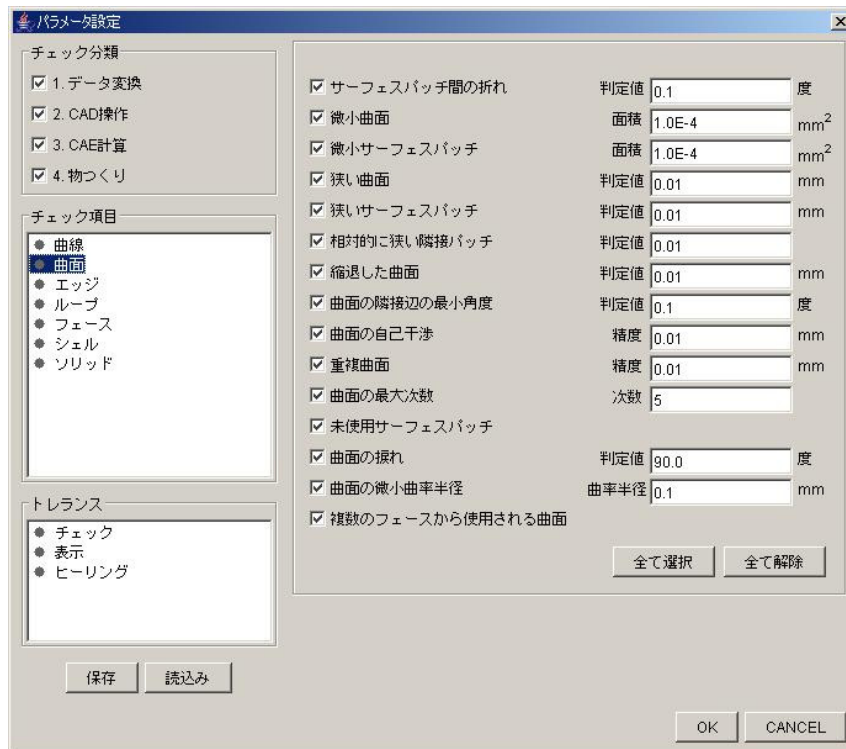 パラメータ設定
チェック分類
1. データ変換
2. CAD操作
3. CAE計算
4. 物つくり
チェック項目
曲線
曲面
エッジ
ループ
フェース
シェル
ソリッド
トレランス
チェック
表示
ヒーリング
保存 読込み
サーフェスパッチ間の折れ 判定値 0.1 度
微小曲面 面積 1.0E-4 mm²
微小サーフェスパッチ 面積 1.0E-4 mm²
狭い曲面 判定値 0.01 mm
狭いサーフェスパッチ 判定値 0.01 mm
相対的に狭い隣接パッチ 判定値 0.01
縮退した曲面 判定値 0.01 mm
曲面の隣接辺の最小角度 判定値 0.1 度
曲面の自己干渉 精度 0.01 mm
重複曲面 精度 0.01 mm
曲面の最大次数 次数 5
未使用サーフェスパッチ
曲面の捩れ 判定値 90.0 度
曲面の微小曲率半径 曲率半径 0.1 mm
複数のフェースから使用される曲面
全て選択 全て解除
OK CANCEL